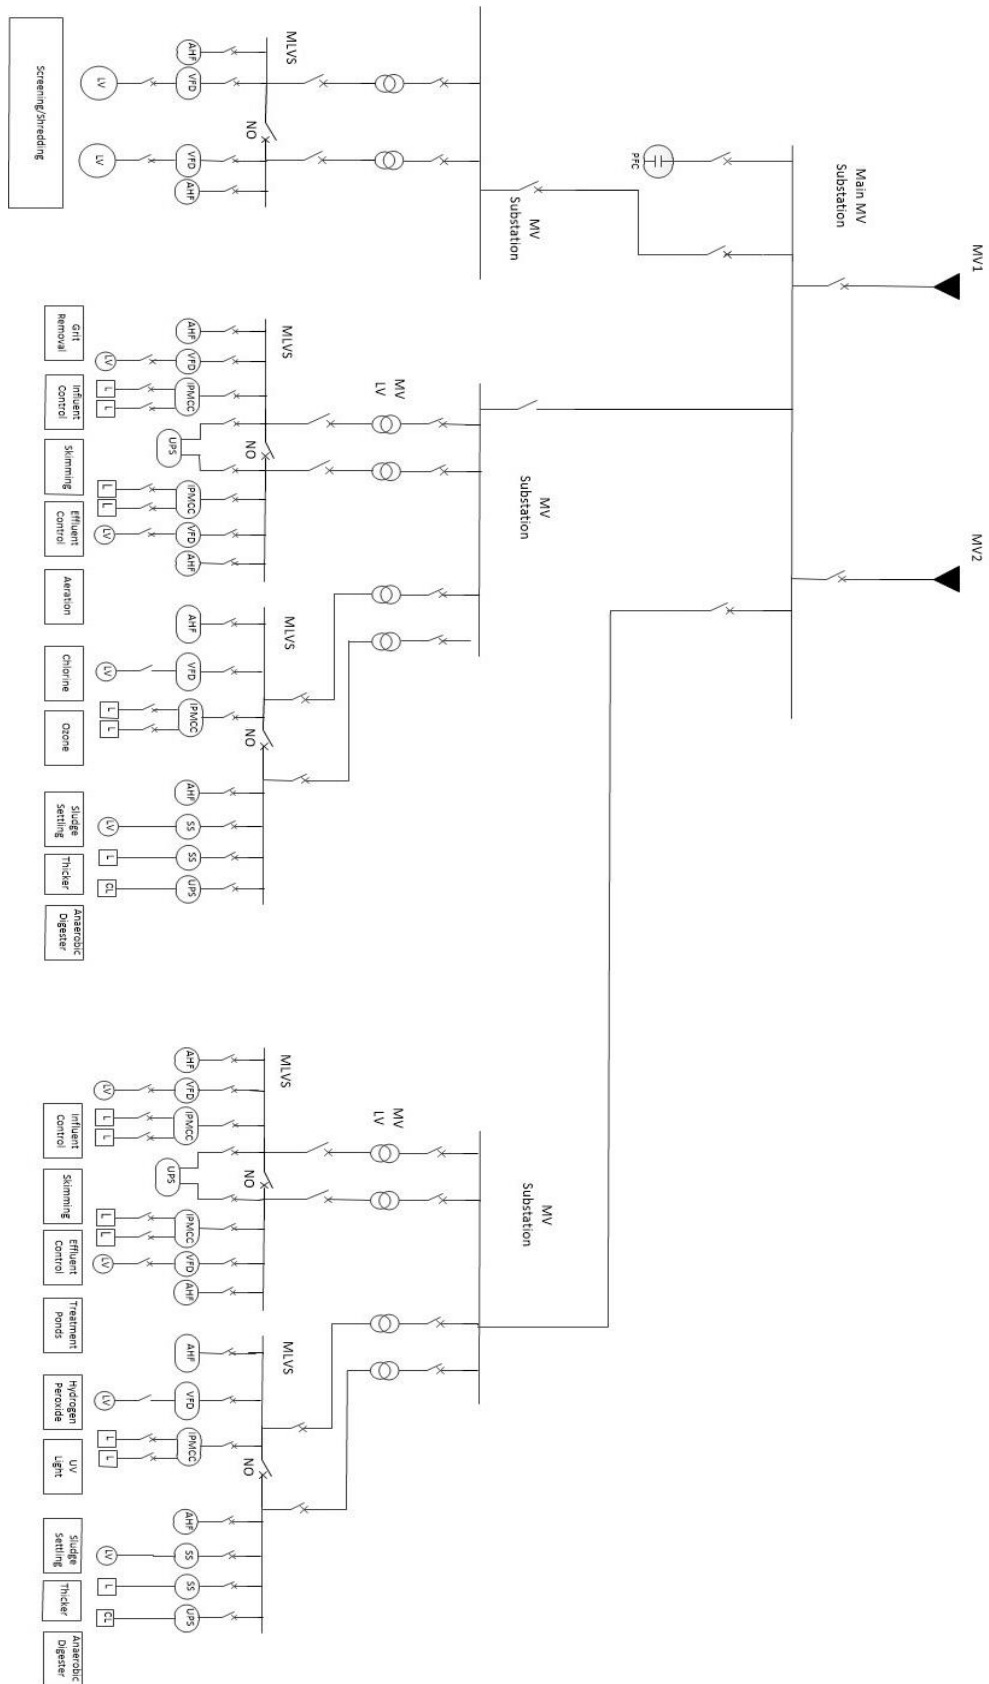 MV1
MV2
Main MV
Substation
PFC
MV
Substation
MV
Substation
MV
Substation
MV
LV
MV
LV
MLVS
MLVS
MLVS
MLVS
MLVS
NO
NO
NO
NO
NO
AHF
VFD
VFD
AHF
AHF
VFD
IPMCC
UPS
IPMCC
VFD
AHF
AHF
VFD
IPMCC
AHF
SS
SS
UPS
AHF
VFD
IPMCC
UPS
IPMCC
VFD
AHF
AHF
VFD
IPMCC
AHF
SS
SS
UPS
LV
LV
LV
L
L
L
L
LV
LV
L
L
LV
L
CL
LV
L
L
L
L
LV
LV
L
L
LV
L
CL
Screening/Shredding
Grit
Removal
Influent
Control
Skimming
Effluent
Control
Aeration
Chlorine
Ozone
Sludge
Settling
Thicker
Anaerobic
Digester
Influent
Control
Skimming
Effluent
Control
Treatment
Ponds
Hydrogen
Peroxide
UV
Light
Sludge
Settling
Thicker
Anaerobic
Digester